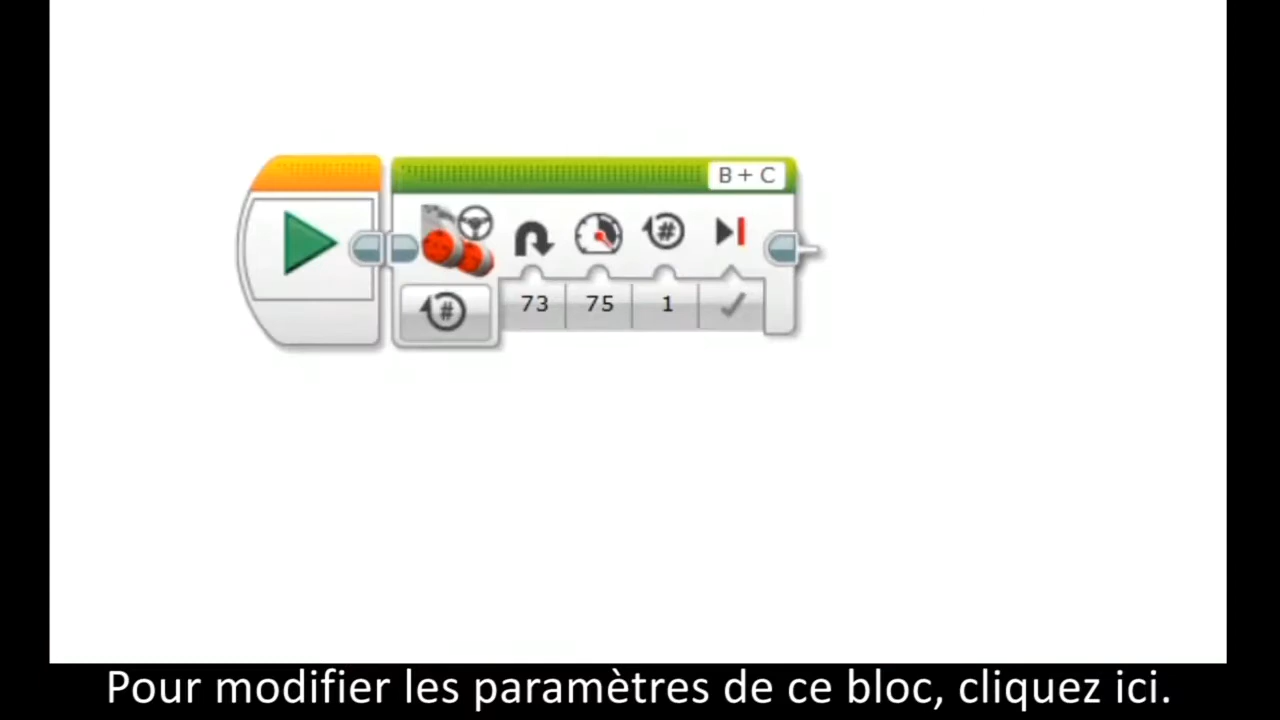 B + C
#
#
73 75 1
Pour modifier les paramètres de ce bloc, cliquez ici.